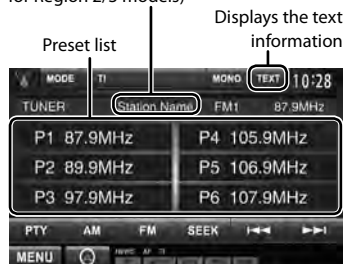 for Region 2/3 models)
Displays the text
information
Preset list
MODE TI MONO TEXT 10:28
TUNER Station Name FM1 87.9MHz
P1 87.9MHz P4 105.9MHz
P2 89.9MHz P5 106.9MHz
P3 97.9MHz P6 107.9MHz
PTY AM FM SEEK
MENU AF TI